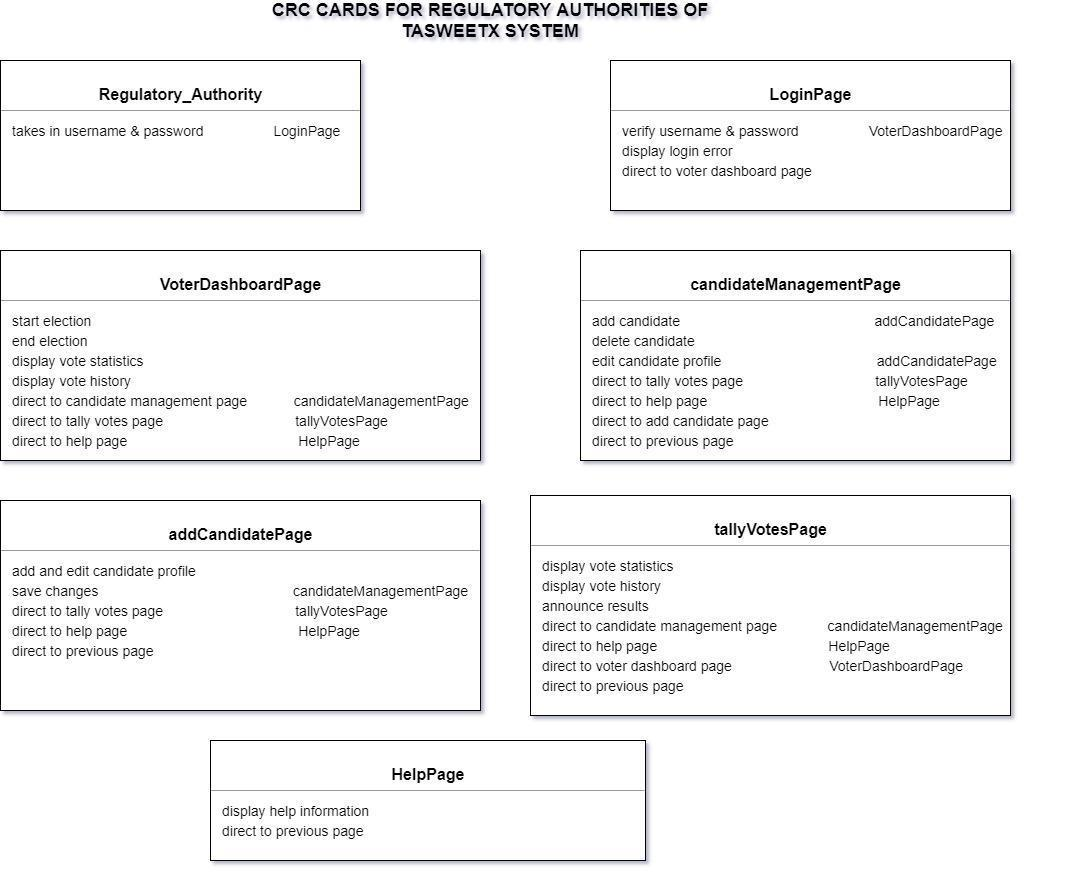 CRC CARDS FOR REGULATORY AUTHORITIES OF
TASWEETX SYSTEM
Regulatory_Authority
takes in username & password LoginPage
LoginPage
verify username & password VoterDashboardPage
display login error
direct to voter dashboard page
VoterDashboardPage
start election
end election
display vote statistics
display vote history
direct to candidate management page candidateManagementPage
direct to tally votes page tallyVotesPage
direct to help page HelpPage
candidateManagementPage
add candidate addCandidatePage
delete candidate
edit candidate profile addCandidatePage
direct to tally votes page tallyVotesPage
direct to help page HelpPage
direct to add candidate page
direct to previous page
addCandidatePage
add and edit candidate profile
save changes candidateManagementPage
direct to tally votes page tallyVotesPage
direct to help page HelpPage
direct to previous page
tallyVotesPage
display vote statistics
display vote history
announce results
direct to candidate management page candidateManagementPage
direct to help page HelpPage
direct to voter dashboard page VoterDashboardPage
direct to previous page
HelpPage
display help information
direct to previous page